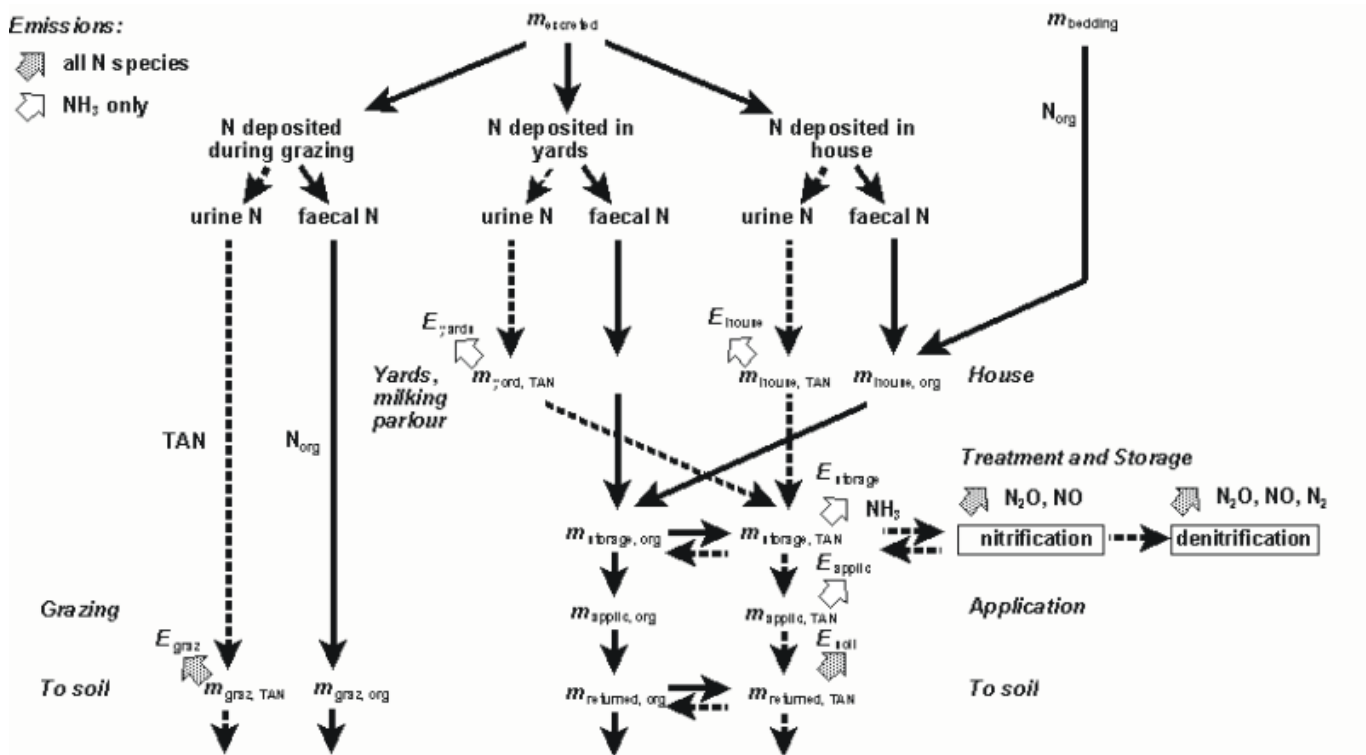 Emissions:
all N species
NH₃ only
m excreted
m bedding
N deposited during grazing
N deposited in yards
N deposited in house
N org
urine N
faecal N
urine N
faecal N
urine N
faecal N
E yards
E house
Yards, milking parlour
m yard, TAN
m house, TAN
m house, org
House
TAN
N org
Treatment and Storage
E storage
NH₃
N₂O, NO
N₂O, NO, N₂
m storage, org
m storage, TAN
nitrification
denitrification
E applic
Grazing
m applic, org
m applic, TAN
Application
E graz
E soil
To soil
m graz, TAN
m graz, org
m returned, org
m returned, TAN
To soil